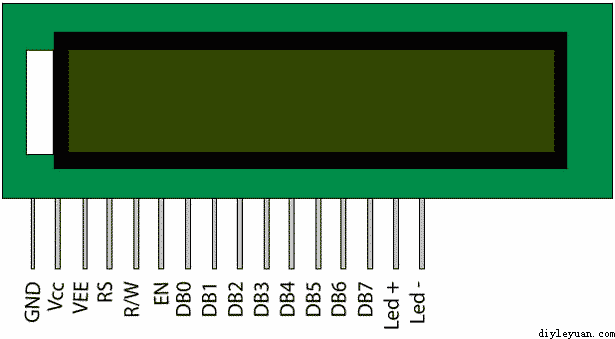 GND
Vcc
VEE
RS
R/W
EN
DB0
DB1
DB2
DB3
DB4
DB5
DB6
DB7
Led +
Led -
diyleyuan.com